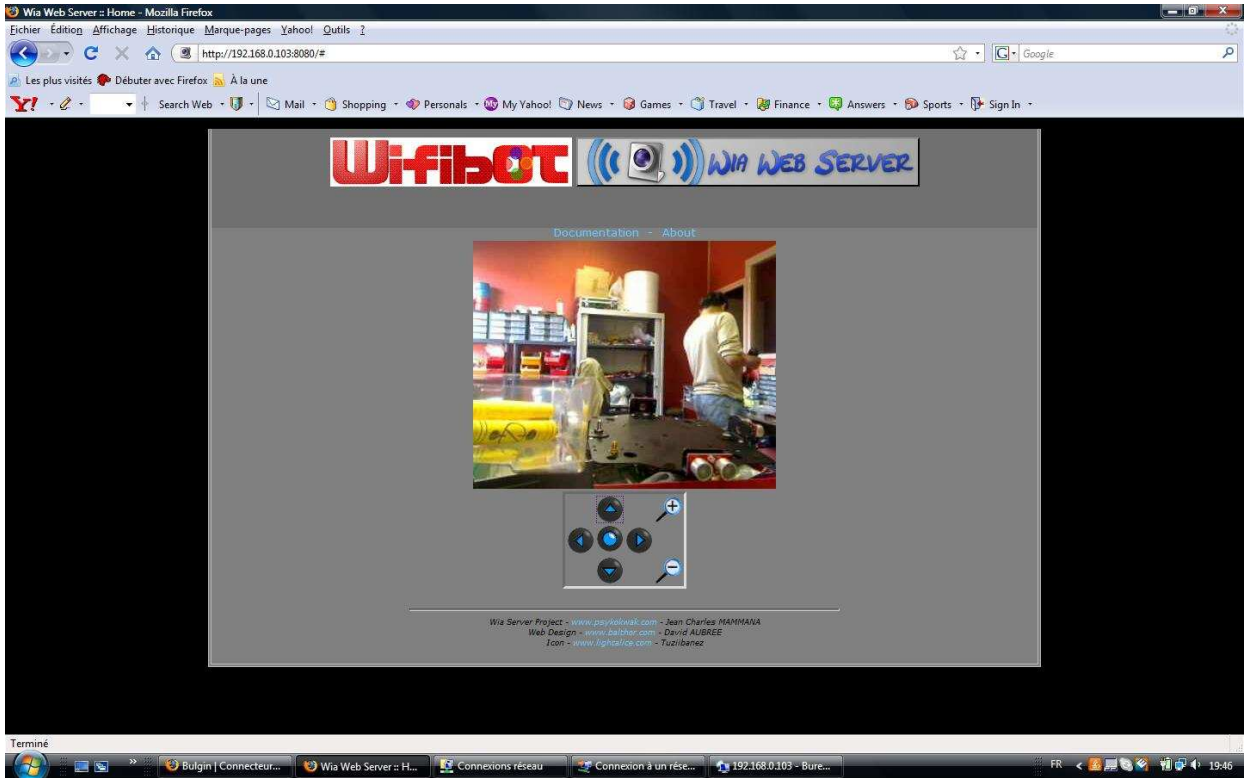 Wia Web Server :: Home - Mozilla Firefox
Fichier Édition Affichage Historique Marque-pages Yahoo! Outils ?
http://192.168.0.103:8080/# Google
Les plus visités Débuter avec Firefox À la une
Y! Search Web Mail Shopping Personals My Yahoo! News Games Travel Finance Answers Sports Sign In
Wifibot WIA WEB SERVER
Documentation - About
Wia Server Project - www.psykokwak.com - Jean Charles MAMMANA
Web Design - www.balthor.com - David AUBREE
Icon - www.lightalice.com - Tuziibanez
Terminé
Bulgin | Connecteur... Wia Web Server :: H... Connexions réseau Connexion à un rése... 192.168.0.103 - Bure... FR 19:46